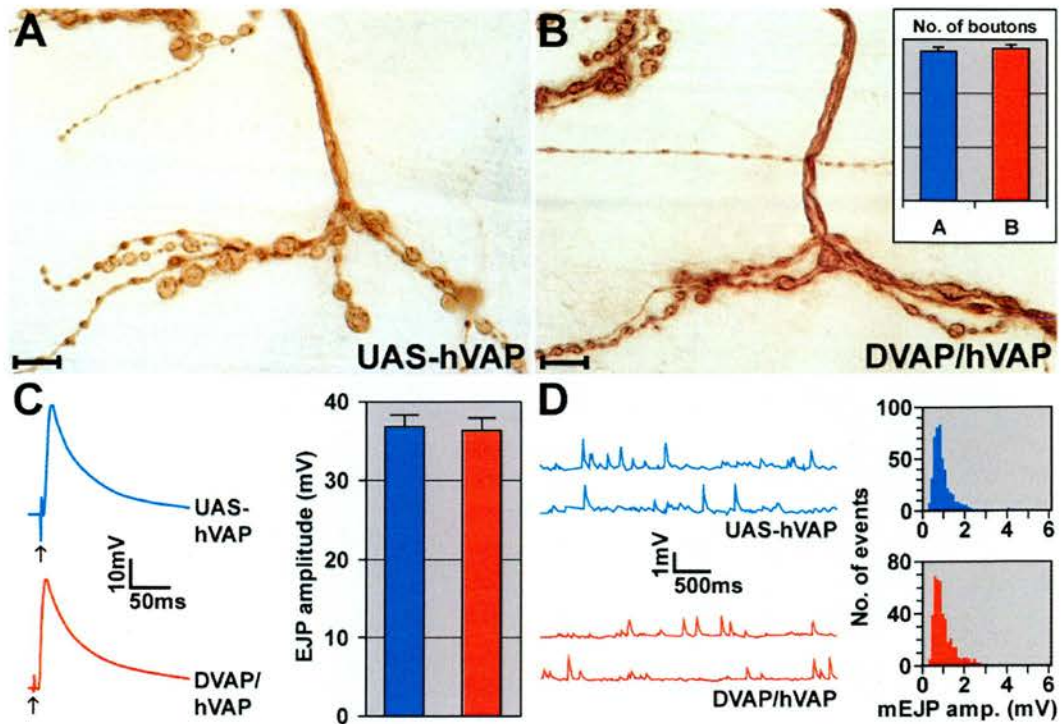 A
UAS-hVAP
B
DVAP/hVAP
No. of boutons
A
B
C
UAS-
hVAP
10mV
50ms
DVAP/
hVAP
EJP amplitude (mV)
40
30
20
10
0
D
UAS-hVAP
1mV
500ms
DVAP/hVAP
No. of events
100
50
0
0
2
4
6
80
40
0
0
2
4
6
mEJP amp. (mV)